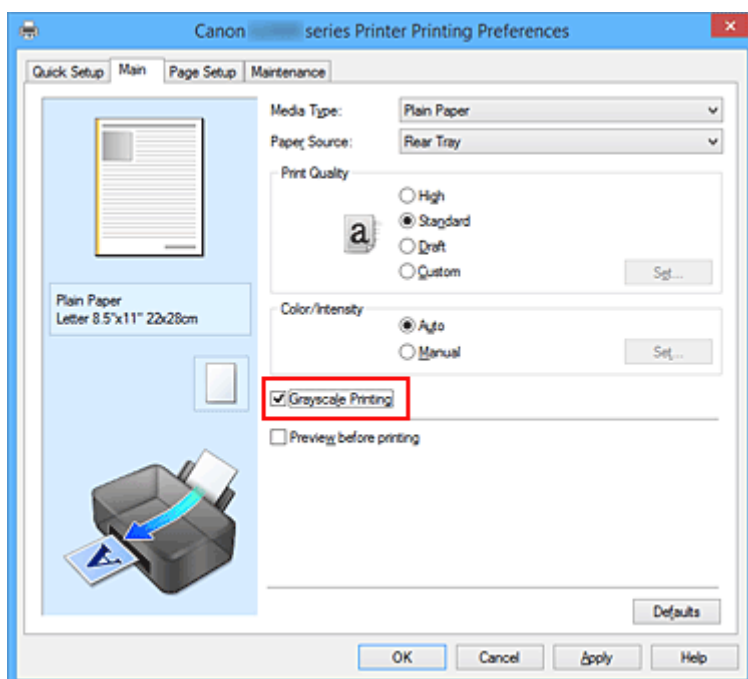 Canon series Printer Printing Preferences
Quick Setup Main Page Setup Maintenance
Media Type: Plain Paper
Paper Source: Rear Tray
Print Quality
High
Standard
Draft
Custom Set...
a
Plain Paper
Letter 8.5"x11" 22x28cm
Color/Intensity
Auto
Manual Set...
Grayscale Printing
Preview before printing
A
Defaults
OK Cancel Apply Help